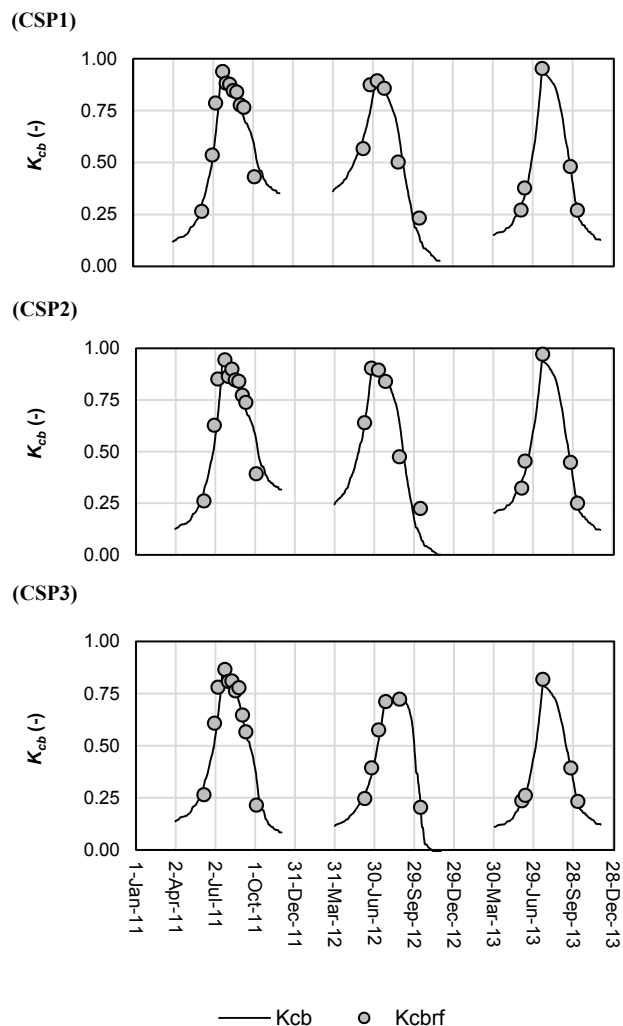 (CSP1)
1.00
0.75
0.50
0.25
0.00
Kcb (-)
(CSP2)
1.00
0.75
0.50
0.25
0.00
Kcb (-)
(CSP3)
1.00
0.75
0.50
0.25
0.00
Kcb (-)
1-Jan-11
2-Apr-11
2-Jul-11
1-Oct-11
31-Dec-11
31-Mar-12
30-Jun-12
29-Sep-12
29-Dec-12
30-Mar-13
29-Jun-13
28-Sep-13
28-Dec-13
Kcb Kcbrf